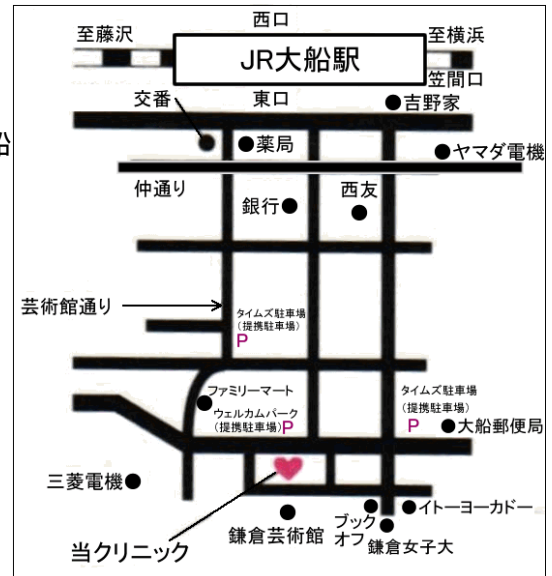 西口
至藤沢
JR大船駅
至横浜
笠間口
交番
東口
吉野家
船
薬局
ヤマダ電機
仲通り
銀行
西友
芸術館通り
タイムズ駐車場
(提携駐車場)
P
ファミリーマート
ウェルカムパーク
(提携駐車場)P
タイムズ駐車場
(提携駐車場)
P
大船郵便局
三菱電機
当クリニック
鎌倉芸術館
ブック
オフ
イトーヨーカドー
鎌倉女子大